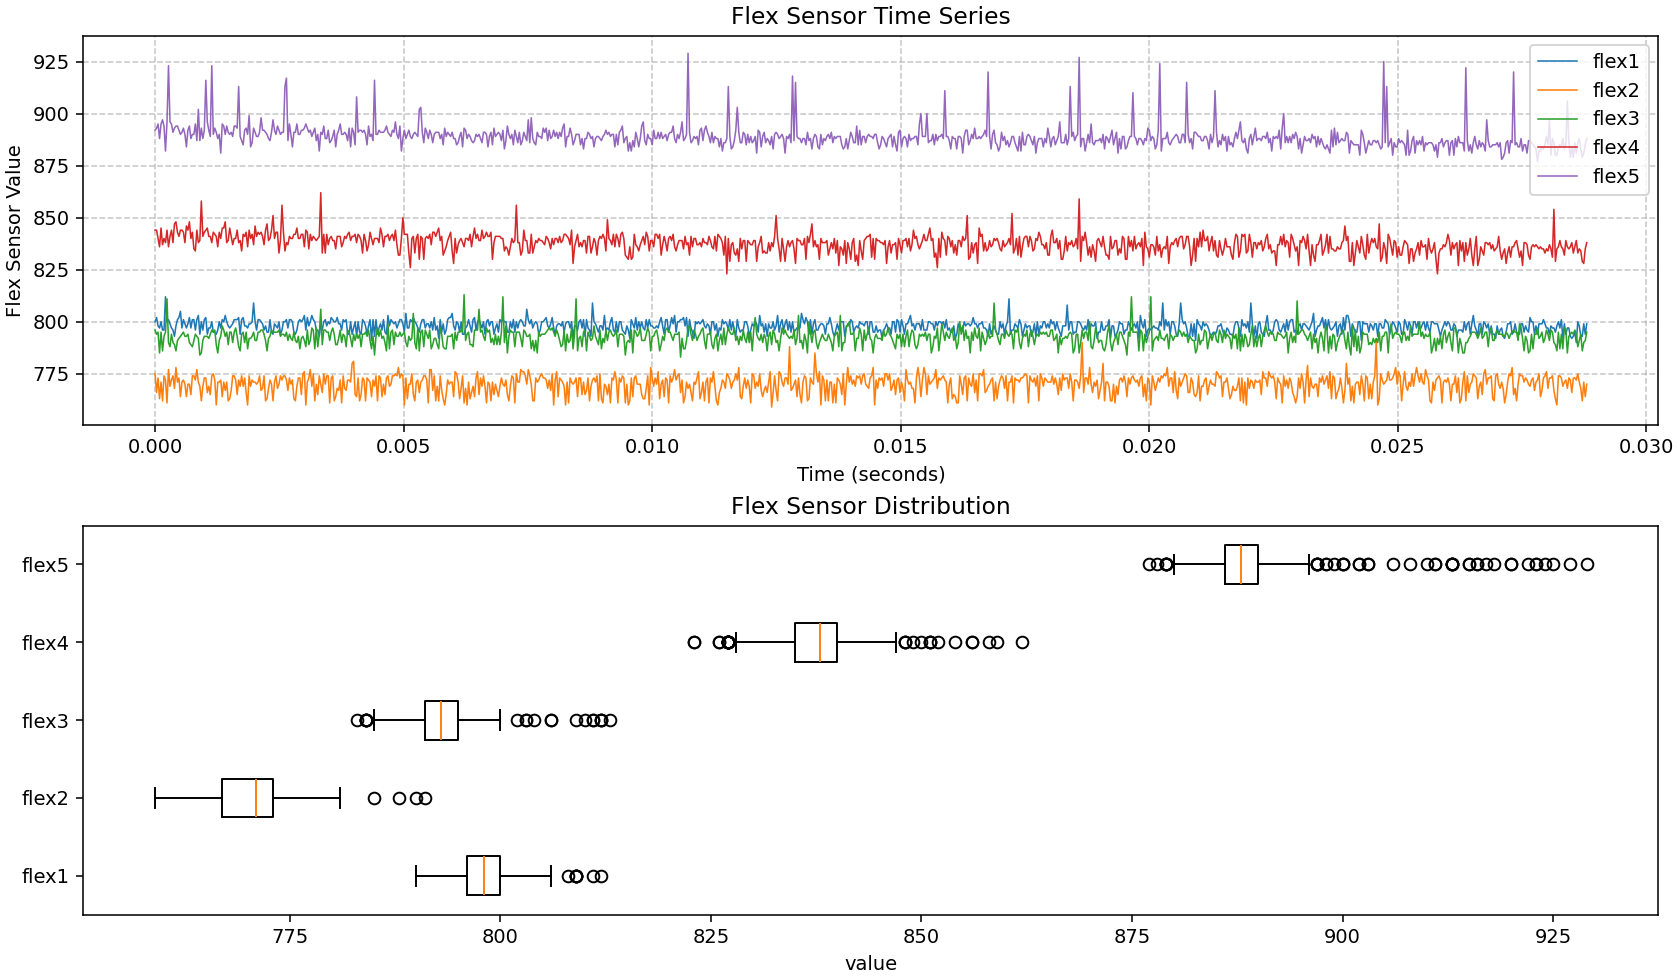 Flex Sensor Time Series
Flex Sensor Value
925
900
875
850
825
800
775
flex1
flex2
flex3
flex4
flex5
0.000 0.005 0.010 0.015 0.020 0.025 0.030
Time (seconds)
Flex Sensor Distribution
flex5
flex4
flex3
flex2
flex1
775 800 825 850 875 900 925
value